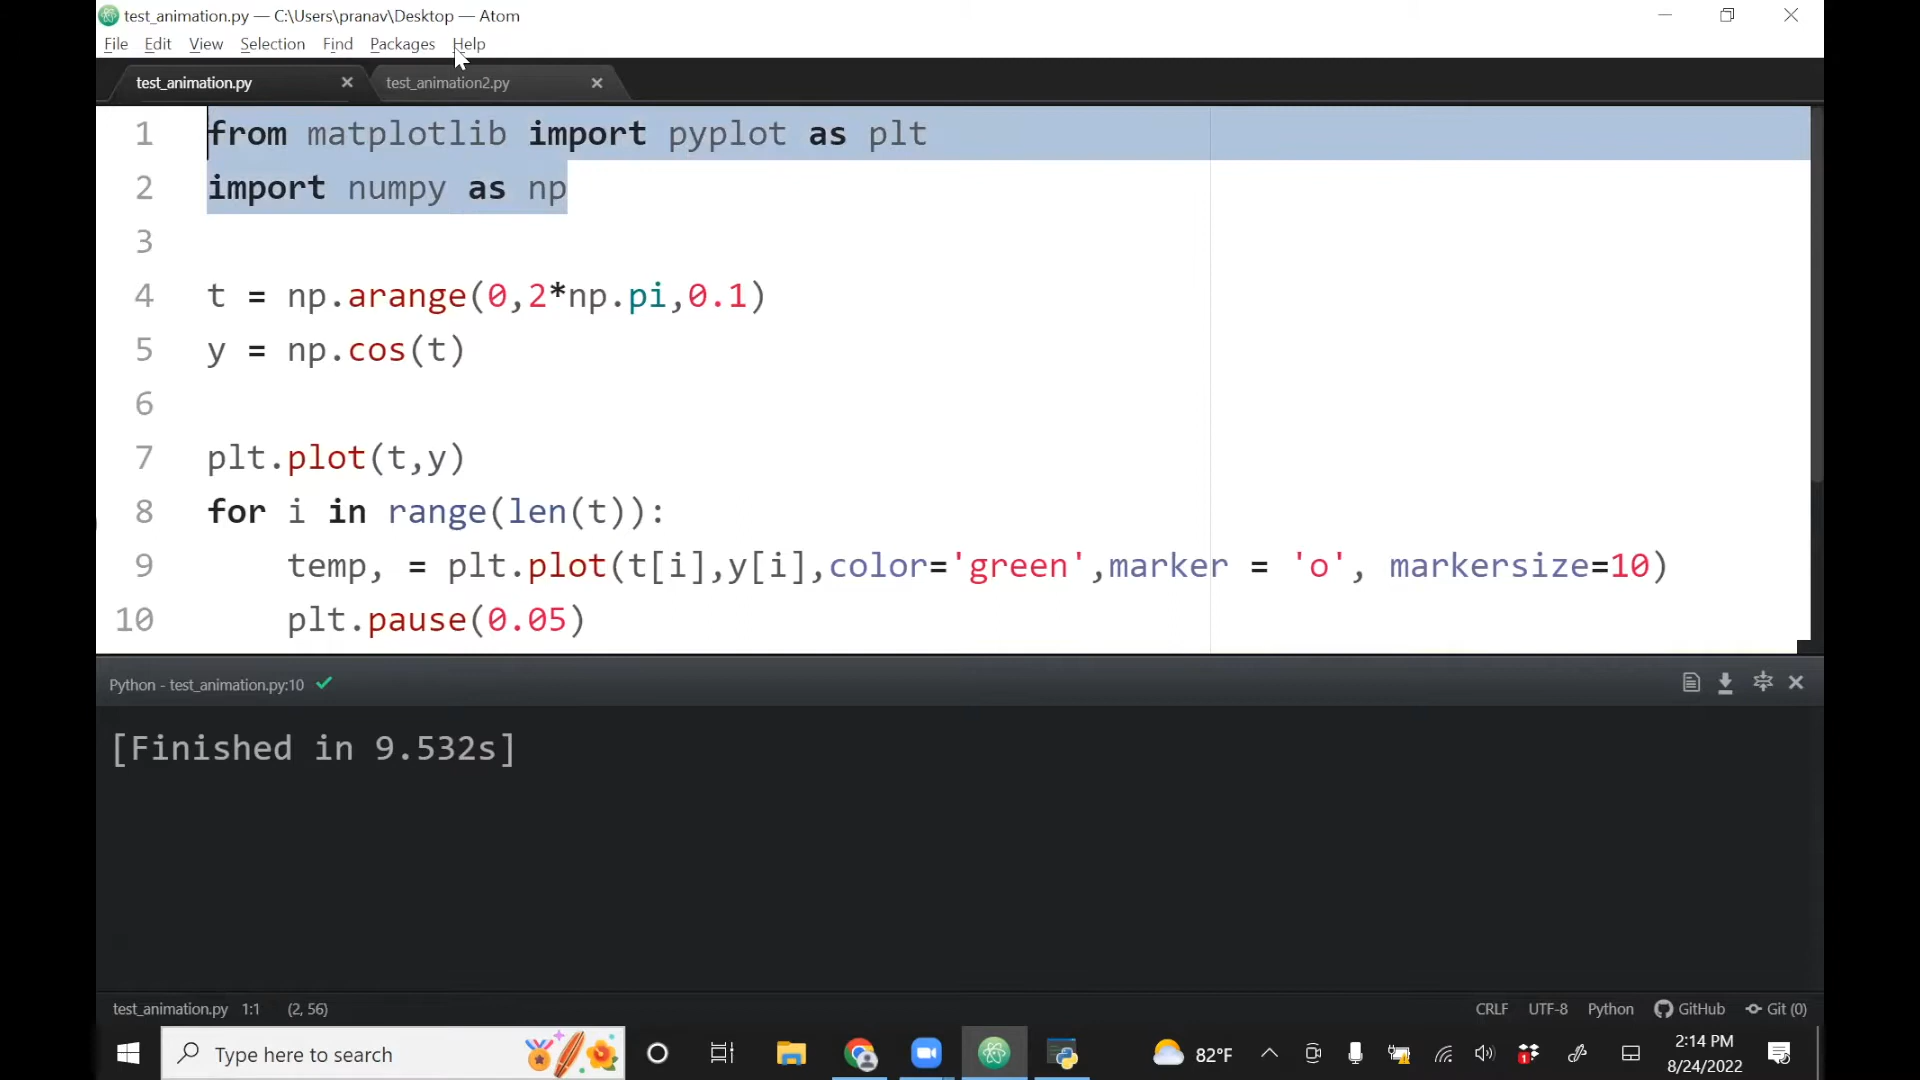 test_animation.py — C:\Users\pranav\Desktop — Atom
File Edit View Selection Find Packages Help
test_animation.py test_animation2.py
1 from matplotlib import pyplot as plt
2 import numpy as np
3
4 t = np.arange(0,2*np.pi,0.1)
5 y = np.cos(t)
6
7 plt.plot(t,y)
8 for i in range(len(t)):
9 temp, = plt.plot(t[i],y[i],color='green',marker = 'o', markersize=10)
10 plt.pause(0.05)
Python - test_animation.py:10
[Finished in 9.532s]
test_animation.py 1:1 (2, 56) CRLF UTF-8 Python GitHub Git (0)
Type here to search 82°F 1 2:14 PM
8/24/2022